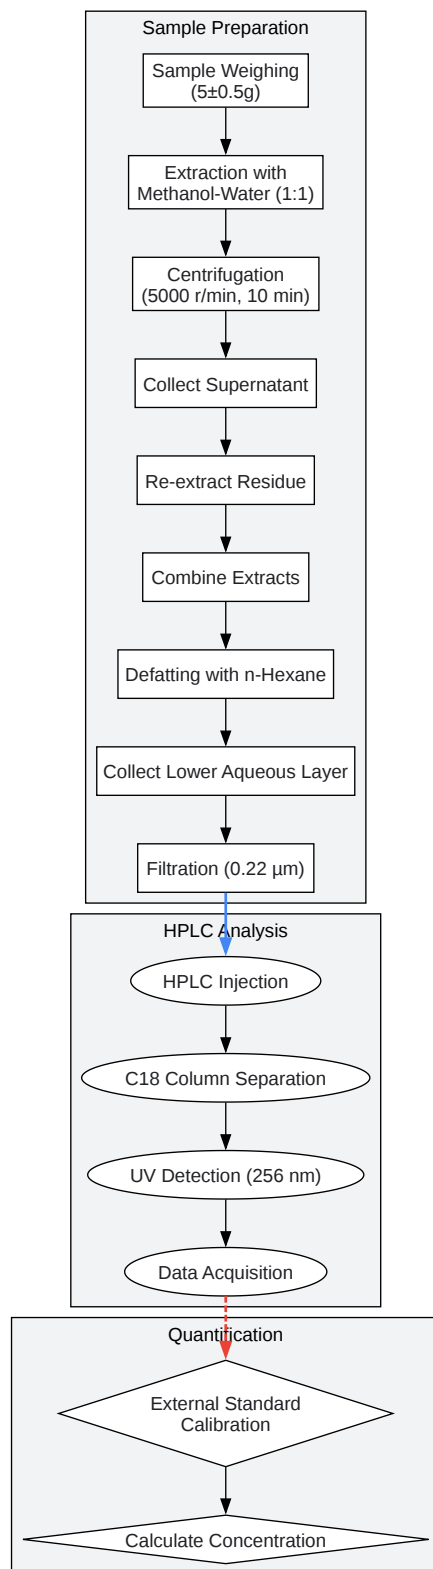 Sample Preparation
Sample Weighing
(5±0.5g)
Extraction with
Methanol-Water (1:1)
Centrifugation
(5000 r/min, 10 min)
Collect Supernatant
Re-extract Residue
Combine Extracts
Defatting with n-Hexane
Collect Lower Aqueous Layer
Filtration (0.22 µm)
HPLC Analysis
HPLC Injection
C18 Column Separation
UV Detection (256 nm)
Data Acquisition
Quantification
External Standard
Calibration
Calculate Concentration